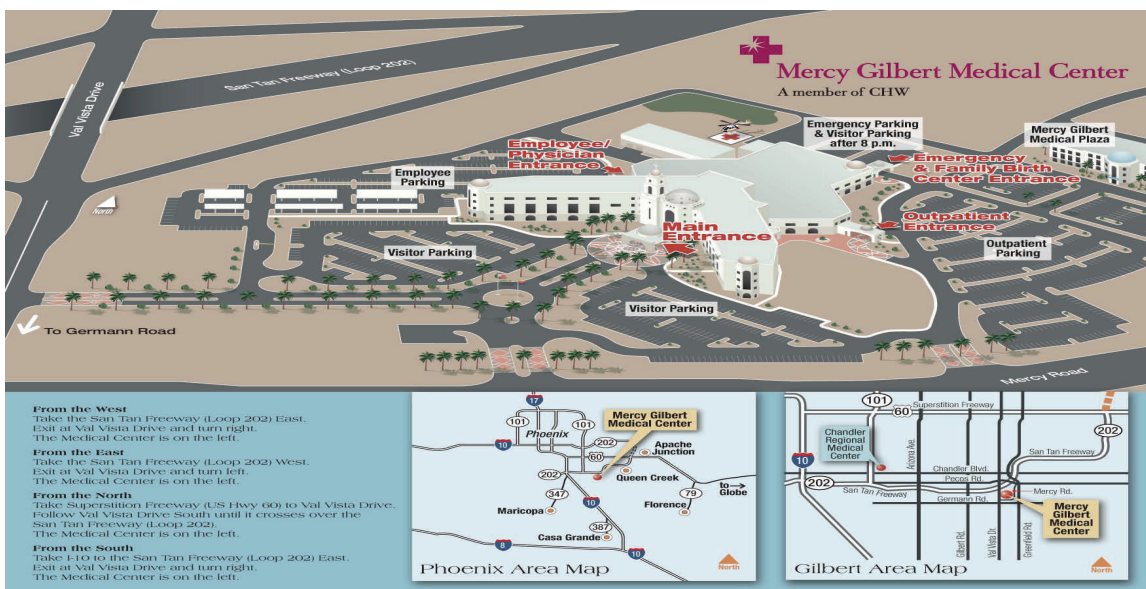 San Tan Freeway (Loop 202)
Val Vista Drive
Mercy Gilbert Medical Center
A member of CHW
Emergency Parking
& Visitor Parking
after 8 p.m.
Mercy Gilbert
Medical Plaza
Employee/
Physician
Entrance
Emergency
& Family Birth
Center Entrance
Employee
Parking
North
Main
Entrance
Outpatient
Entrance
Outpatient
Parking
Visitor Parking
Visitor Parking
To Germann Road
Mercy Road
From the West
Take the San Tan Freeway (Loop 202) East.
Exit at Val Vista Drive and turn right.
The Medical Center is on the left.
From the East
Take the San Tan Freeway (Loop 202) West.
Exit at Val Vista Drive and turn left.
The Medical Center is on the left.
From the North
Take Superstition Freeway (US Hwy 60) to Val Vista Drive.
Follow Val Vista Drive South until it crosses over the
San Tan Freeway (Loop 202).
The Medical Center is on the left.
From the South
Take I-10 to the San Tan Freeway (Loop 202) East.
Exit at Val Vista Drive and turn right.
The Medical Center is on the left.
17
101
Phoenix
101
Mercy Gilbert
Medical Center
10
202
60
Apache
Junction
202
Queen Creek
347
10
79
to
Globe
Maricopa
Florence
387
Casa Grande
8
10
Phoenix Area Map
North
101
60
Superstition Freeway
202
Chandler
Regional
Medical
Center
Arizona Ave.
San Tan Freeway
10
Chandler Blvd.
Pecos Rd.
202
San Tan Freeway
Germann Rd.
Mercy Rd.
Mercy
Gilbert
Medical
Center
Gilbert Rd.
Val Vista Dr.
Greenfield Rd.
Gilbert Area Map
North